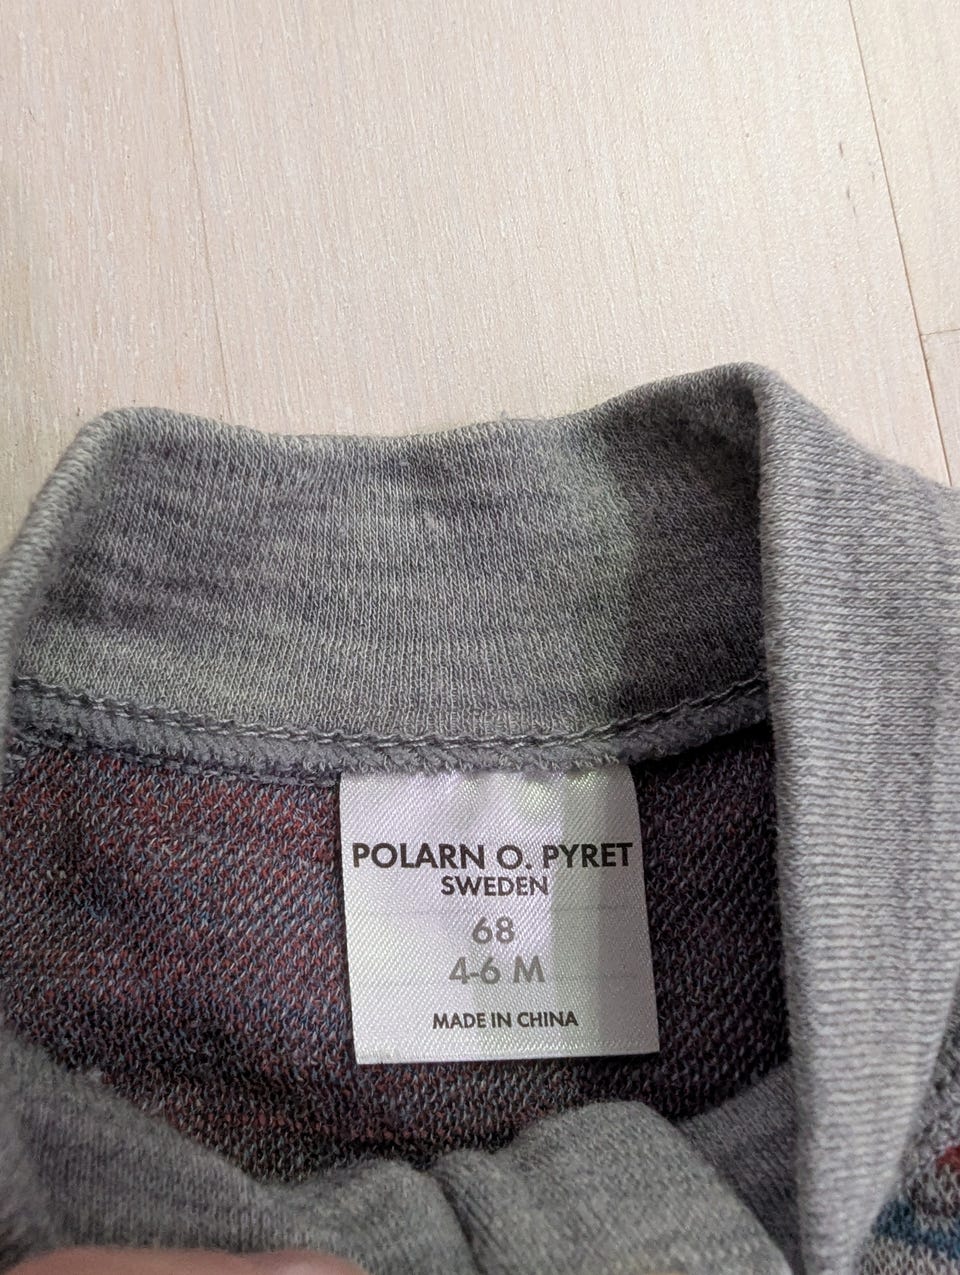 POLARN O. PYRET
SWEDEN
68
4-6 M
MADE IN CHINA